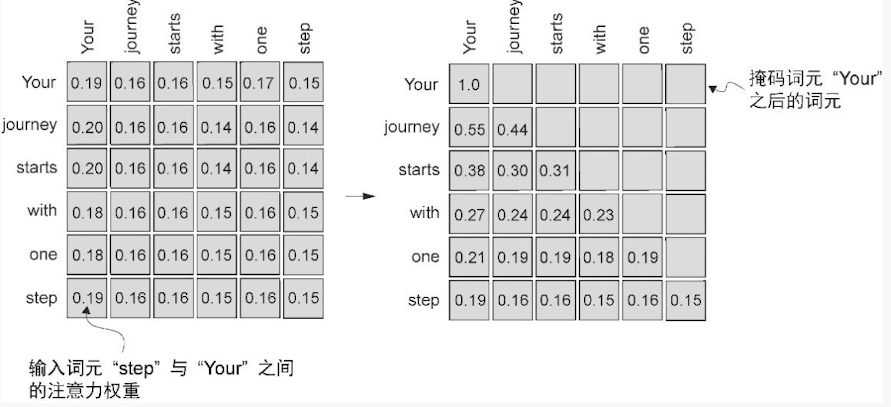 Your journey starts with one step
Your 0.19 0.16 0.16 0.15 0.17 0.15
journey 0.20 0.16 0.16 0.14 0.16 0.14
starts 0.20 0.16 0.16 0.14 0.16 0.14
with 0.18 0.16 0.16 0.15 0.16 0.15
one 0.18 0.16 0.16 0.15 0.16 0.15
step 0.19 0.16 0.16 0.15 0.16 0.15
输入词元 “step” 与 “Your” 之间
的注意力权重
Your journey starts with one step
Your 1.0
journey 0.55 0.44
starts 0.38 0.30 0.31
with 0.27 0.24 0.24 0.23
one 0.21 0.19 0.19 0.18 0.19
step 0.19 0.16 0.16 0.15 0.16 0.15
掩码词元 “Your”
之后的词元